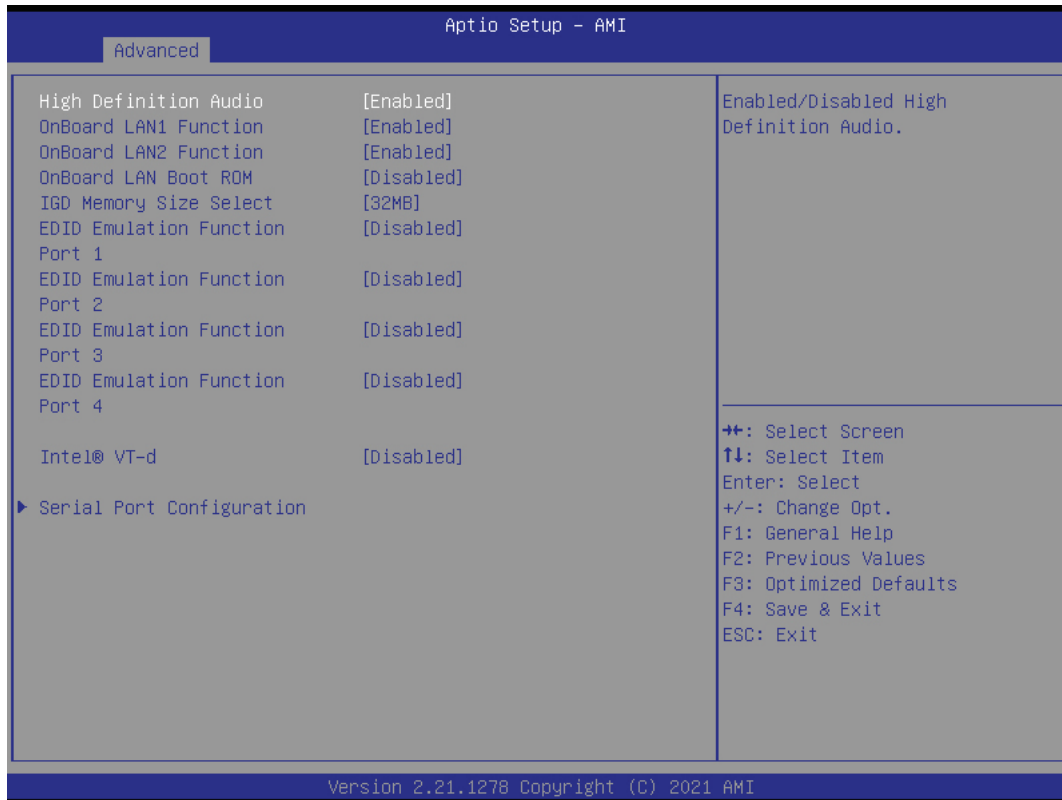 Aptio Setup – AMI
Advanced
High Definition Audio [Enabled]
OnBoard LAN1 Function [Enabled]
OnBoard LAN2 Function [Enabled]
OnBoard LAN Boot ROM [Disabled]
IGD Memory Size Select [32MB]
EDID Emulation Function [Disabled]
Port 1
EDID Emulation Function [Disabled]
Port 2
EDID Emulation Function [Disabled]
Port 3
EDID Emulation Function [Disabled]
Port 4
Intel® VT-d [Disabled]
Serial Port Configuration
Enabled/Disabled High
Definition Audio.
→←: Select Screen
↑↓: Select Item
Enter: Select
+/-: Change Opt.
F1: General Help
F2: Previous Values
F3: Optimized Defaults
F4: Save & Exit
ESC: Exit
Version 2.21.1278 Copyright (C) 2021 AMI